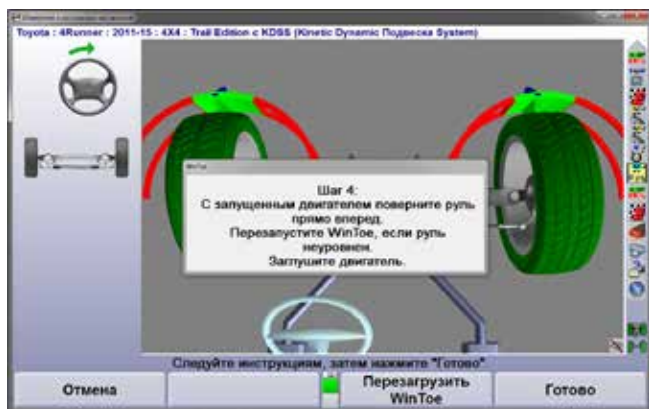 Toyota : 4Runner : 2011-15 : 4X4 : Trail Edition с KDSS (Kinetic Dynamic Подвеска System)
WinToe
Шаг 4:
С запущенным двигателем поверните руль
прямо вперед.
Перезапустите WinToe, если руль
неуровнен.
Заглушите двигатель.
Следуйте инструкциям, затем нажмите "Готово"
Отмена
Перезагрузить
WinToe
Готово